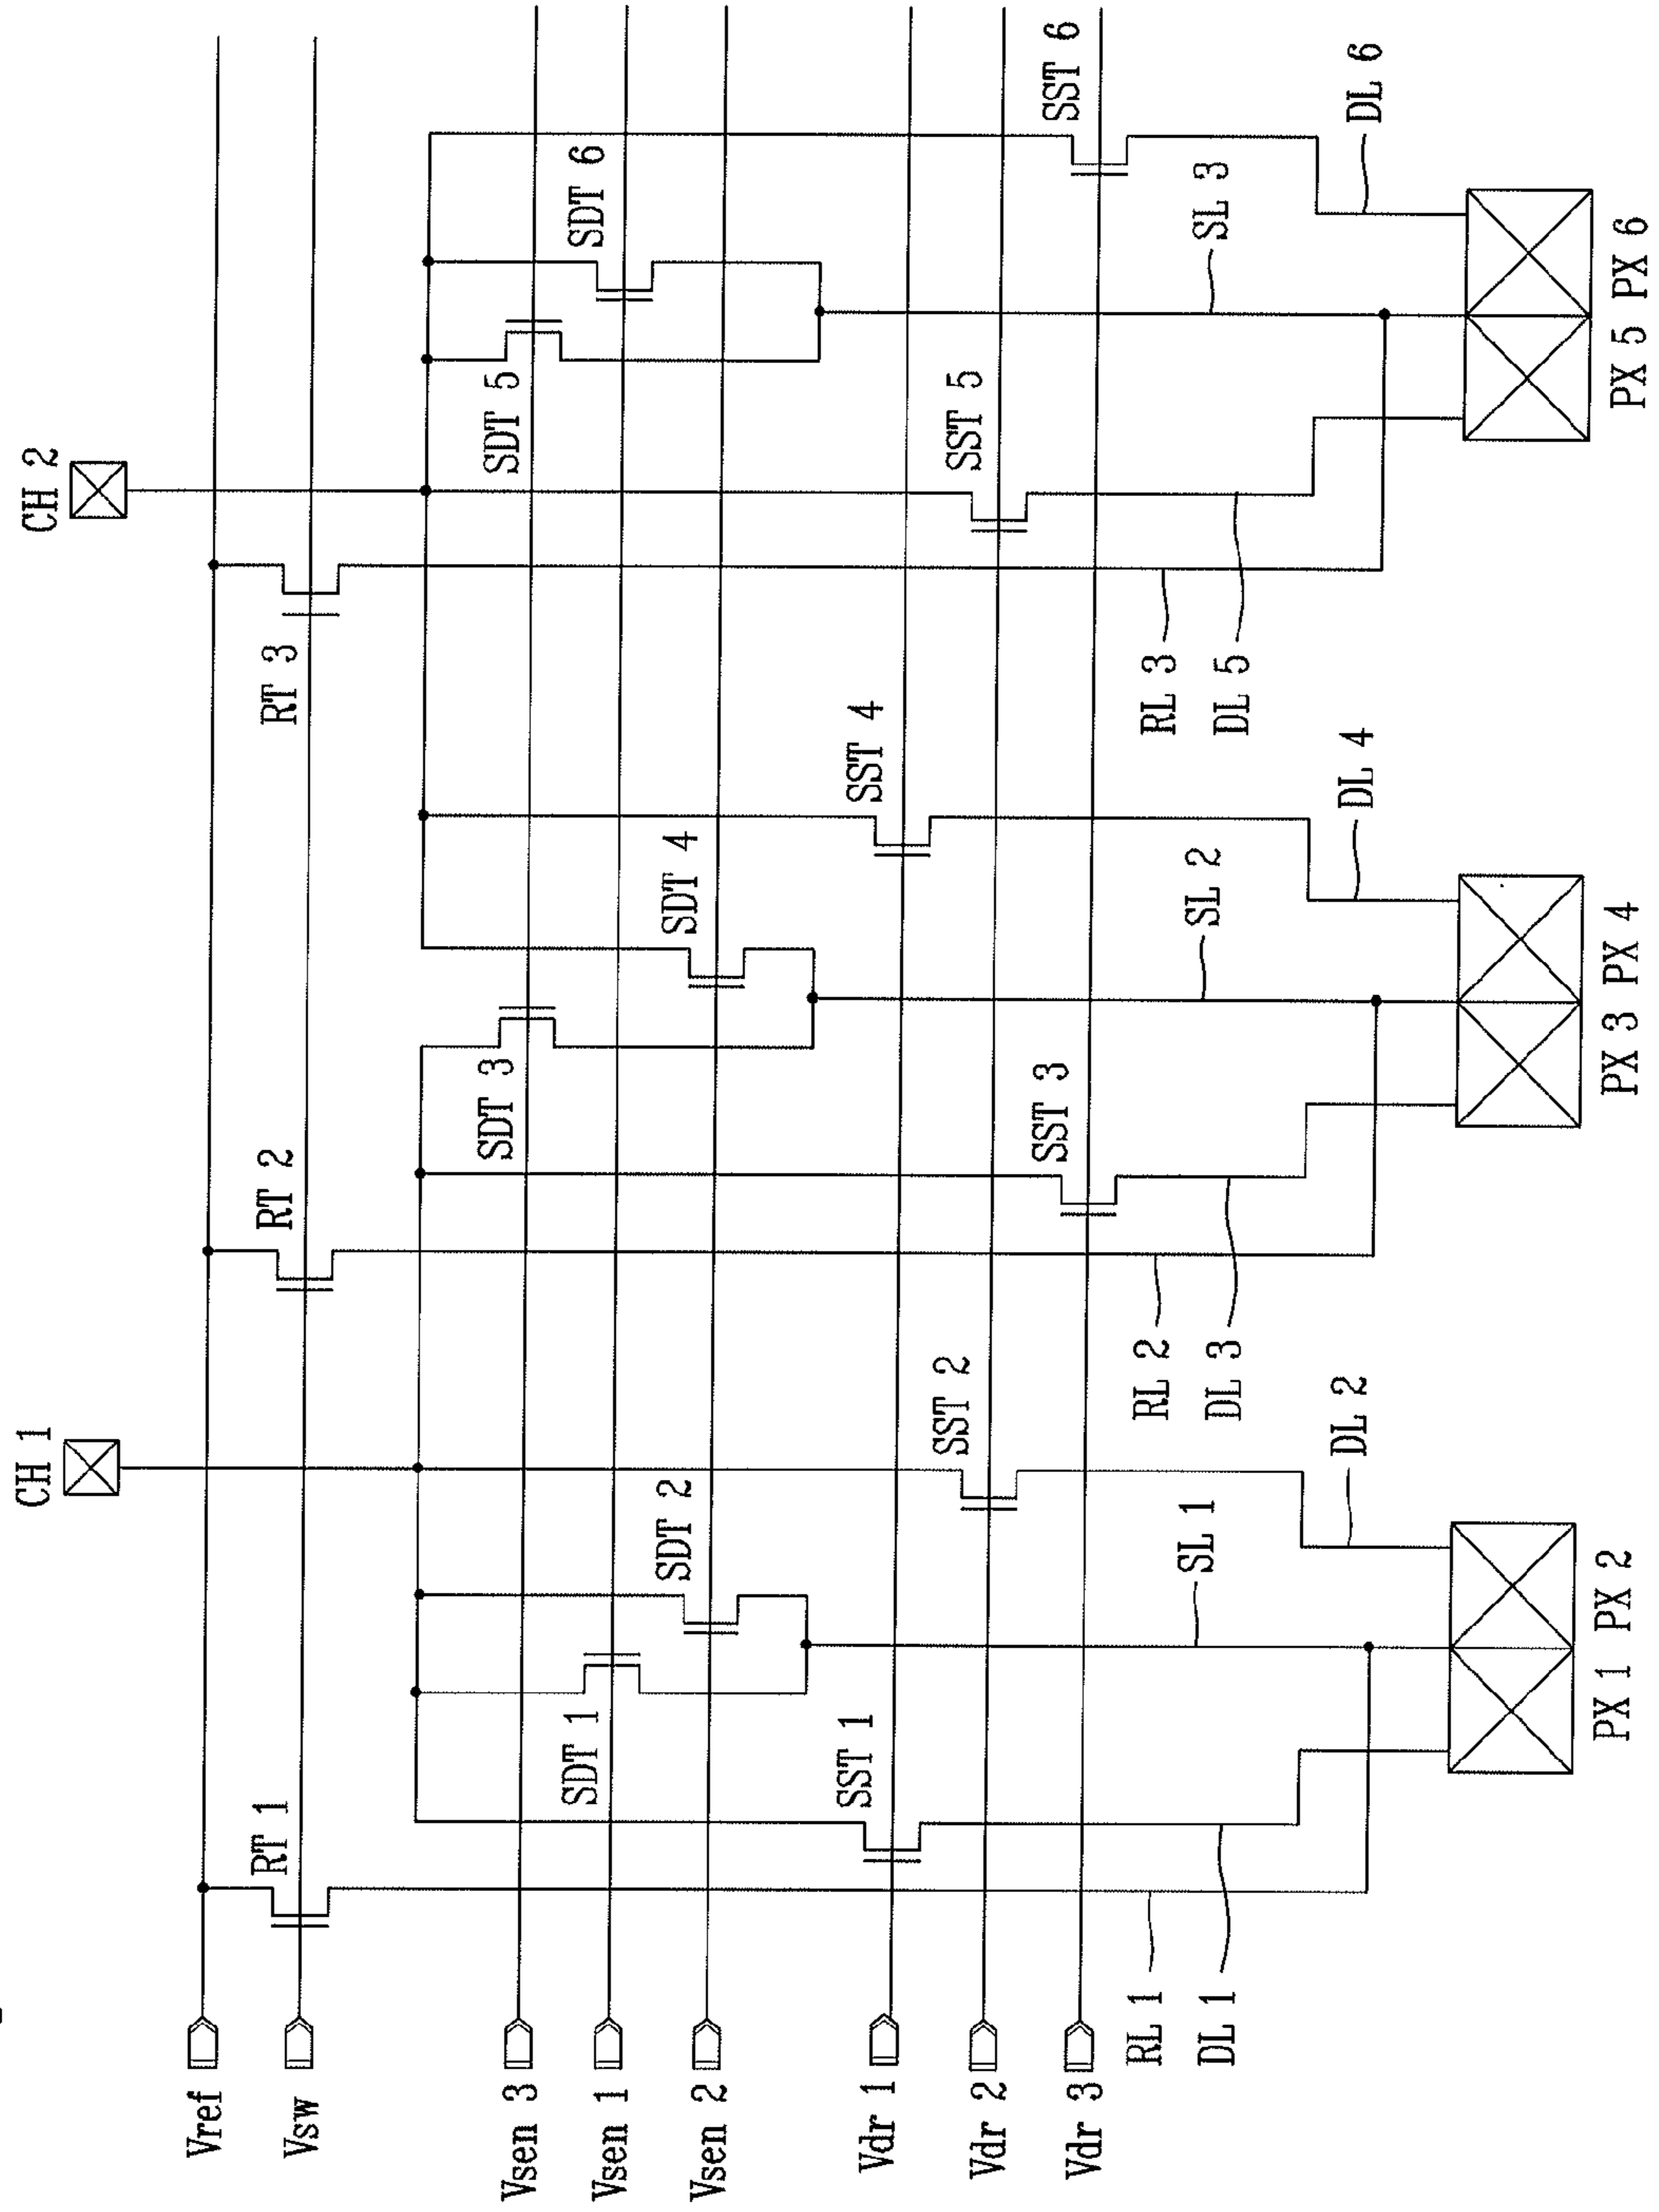 CH 1
CH 2
Vref
Vsw
RT 1
RT 2
RT 3
Vsen 3
Vsen 1
Vsen 2
SDT 1
SDT 2
SDT 3
SDT 4
SDT 5
SDT 6
Vdr 1
Vdr 2
Vdr 3
SST 1
SST 2
SST 3
SST 4
SST 5
SST 6
RL 1
DL 1
SL 1
DL 2
RL 2
DL 3
SL 2
DL 4
RL 3
DL 5
SL 3
DL 6
PX 1 PX 2
PX 3 PX 4
PX 5 PX 6